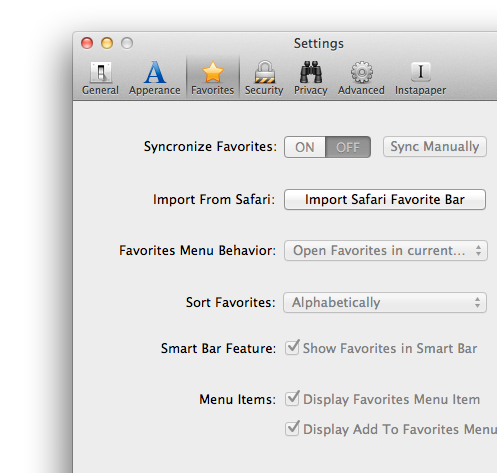 Settings
General Apperance Favorites Security Privacy Advanced Instapaper
Syncronize Favorites: ON OFF Sync Manually
Import From Safari: Import Safari Favorite Bar
Favorites Menu Behavior: Open Favorites in current...
Sort Favorites: Alphabetically
Smart Bar Feature: Show Favorites in Smart Bar
Menu Items: Display Favorites Menu Item
Display Add To Favorites Menu